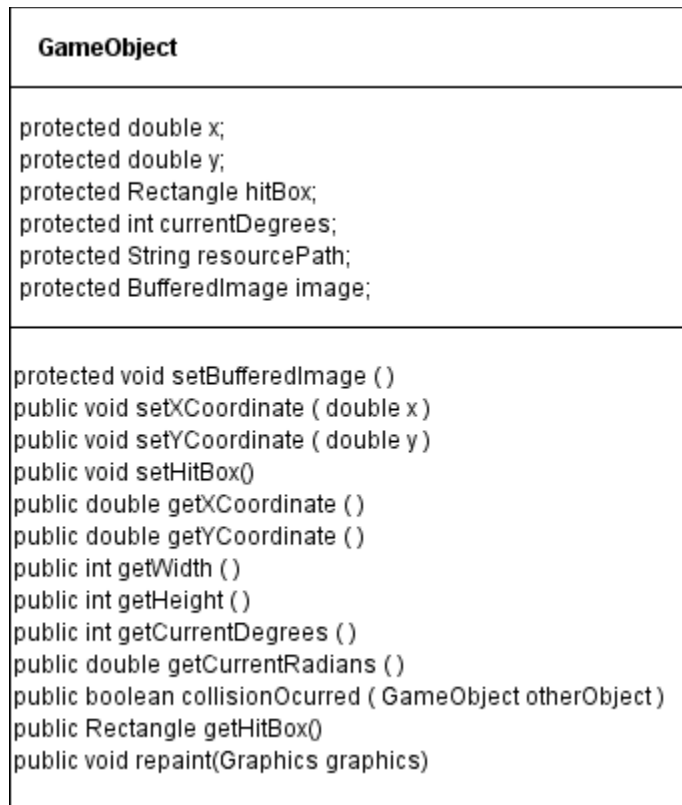 GameObject
protected double x;
protected double y;
protected Rectangle hitBox;
protected int currentDegrees;
protected String resourcePath;
protected BufferedImage image;
protected void setBufferedImage ( )
public void setXCoordinate ( double x )
public void setYCoordinate ( double y )
public void setHitBox()
public double getXCoordinate ( )
public double getYCoordinate ( )
public int getWidth ( )
public int getHeight ( )
public int getCurrentDegrees ( )
public double getCurrentRadians ( )
public boolean collisionOcurred ( GameObject otherObject )
public Rectangle getHitBox()
public void repaint(Graphics graphics)